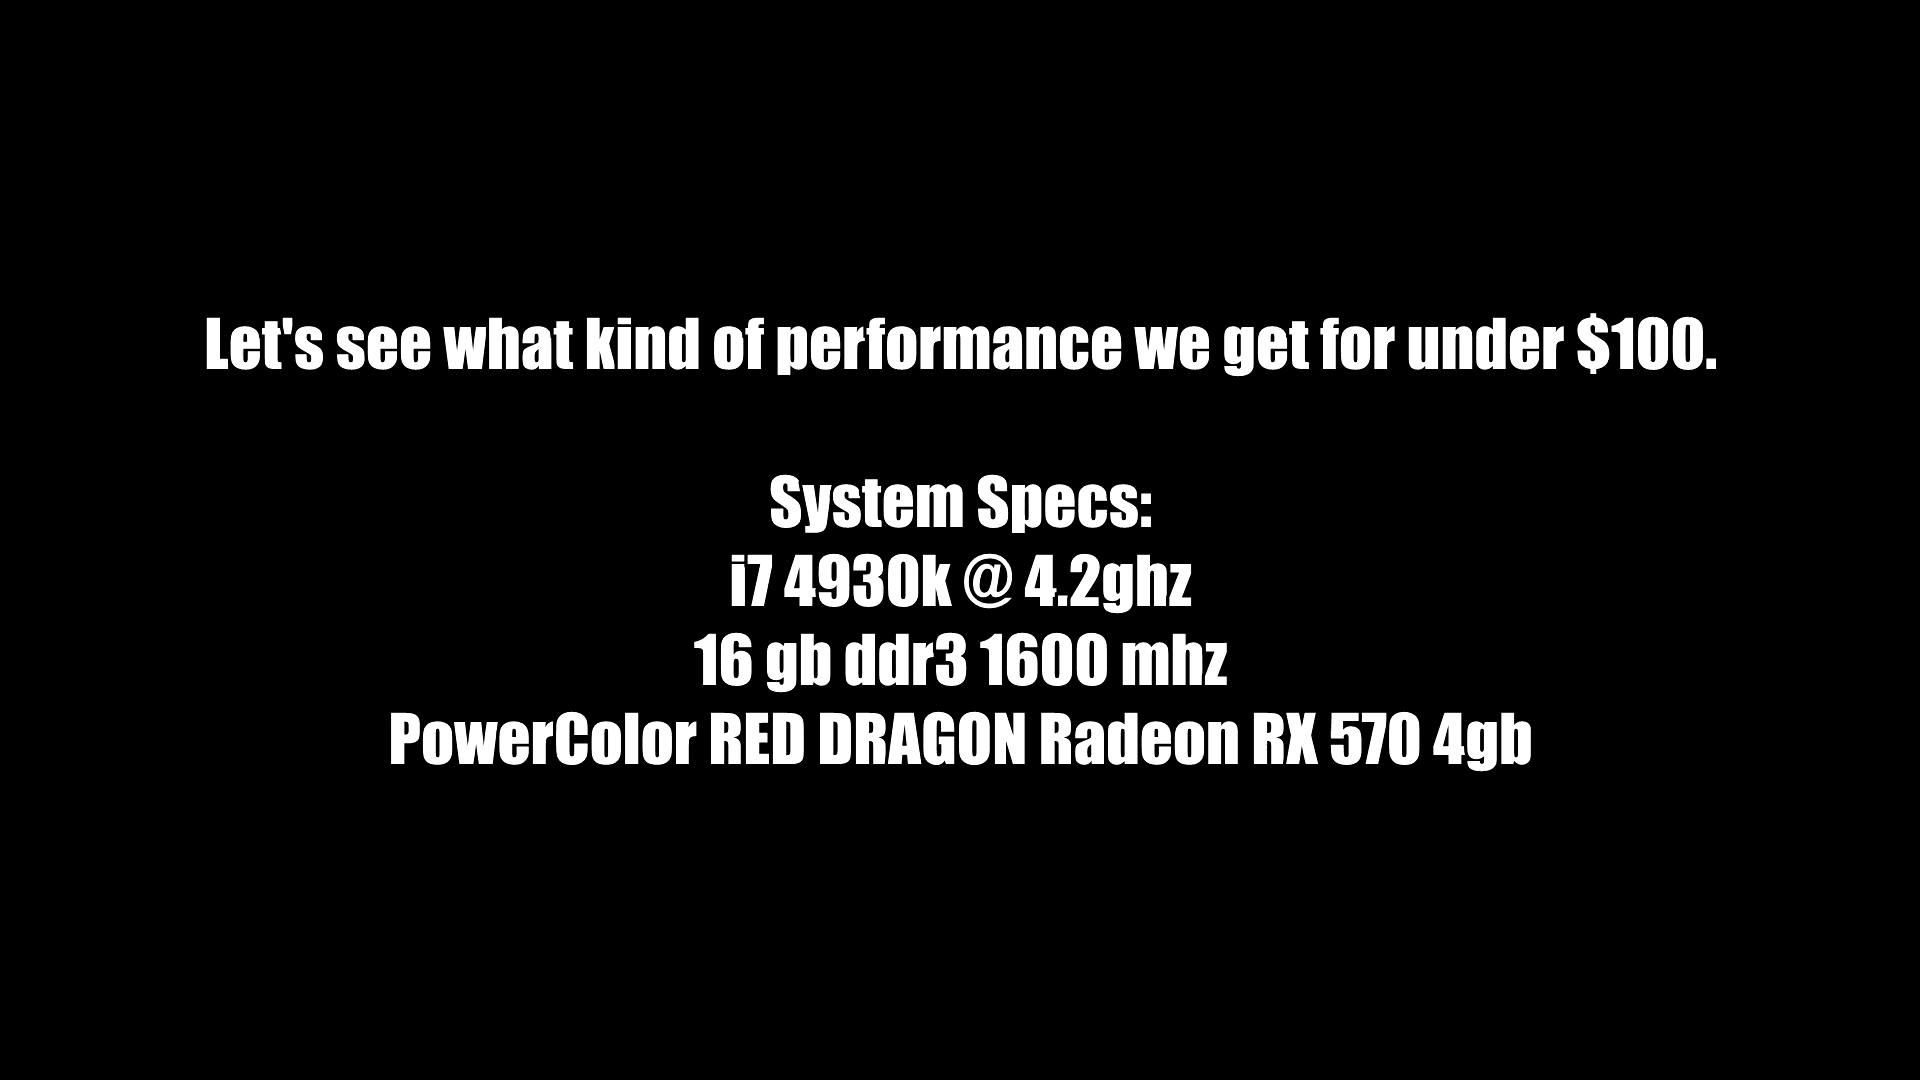 Let's see what kind of performance we get for under $100.
System Specs:
i7 4930k @ 4.2ghz
16 gb ddr3 1600 mhz
PowerColor RED DRAGON Radeon RX 570 4gb